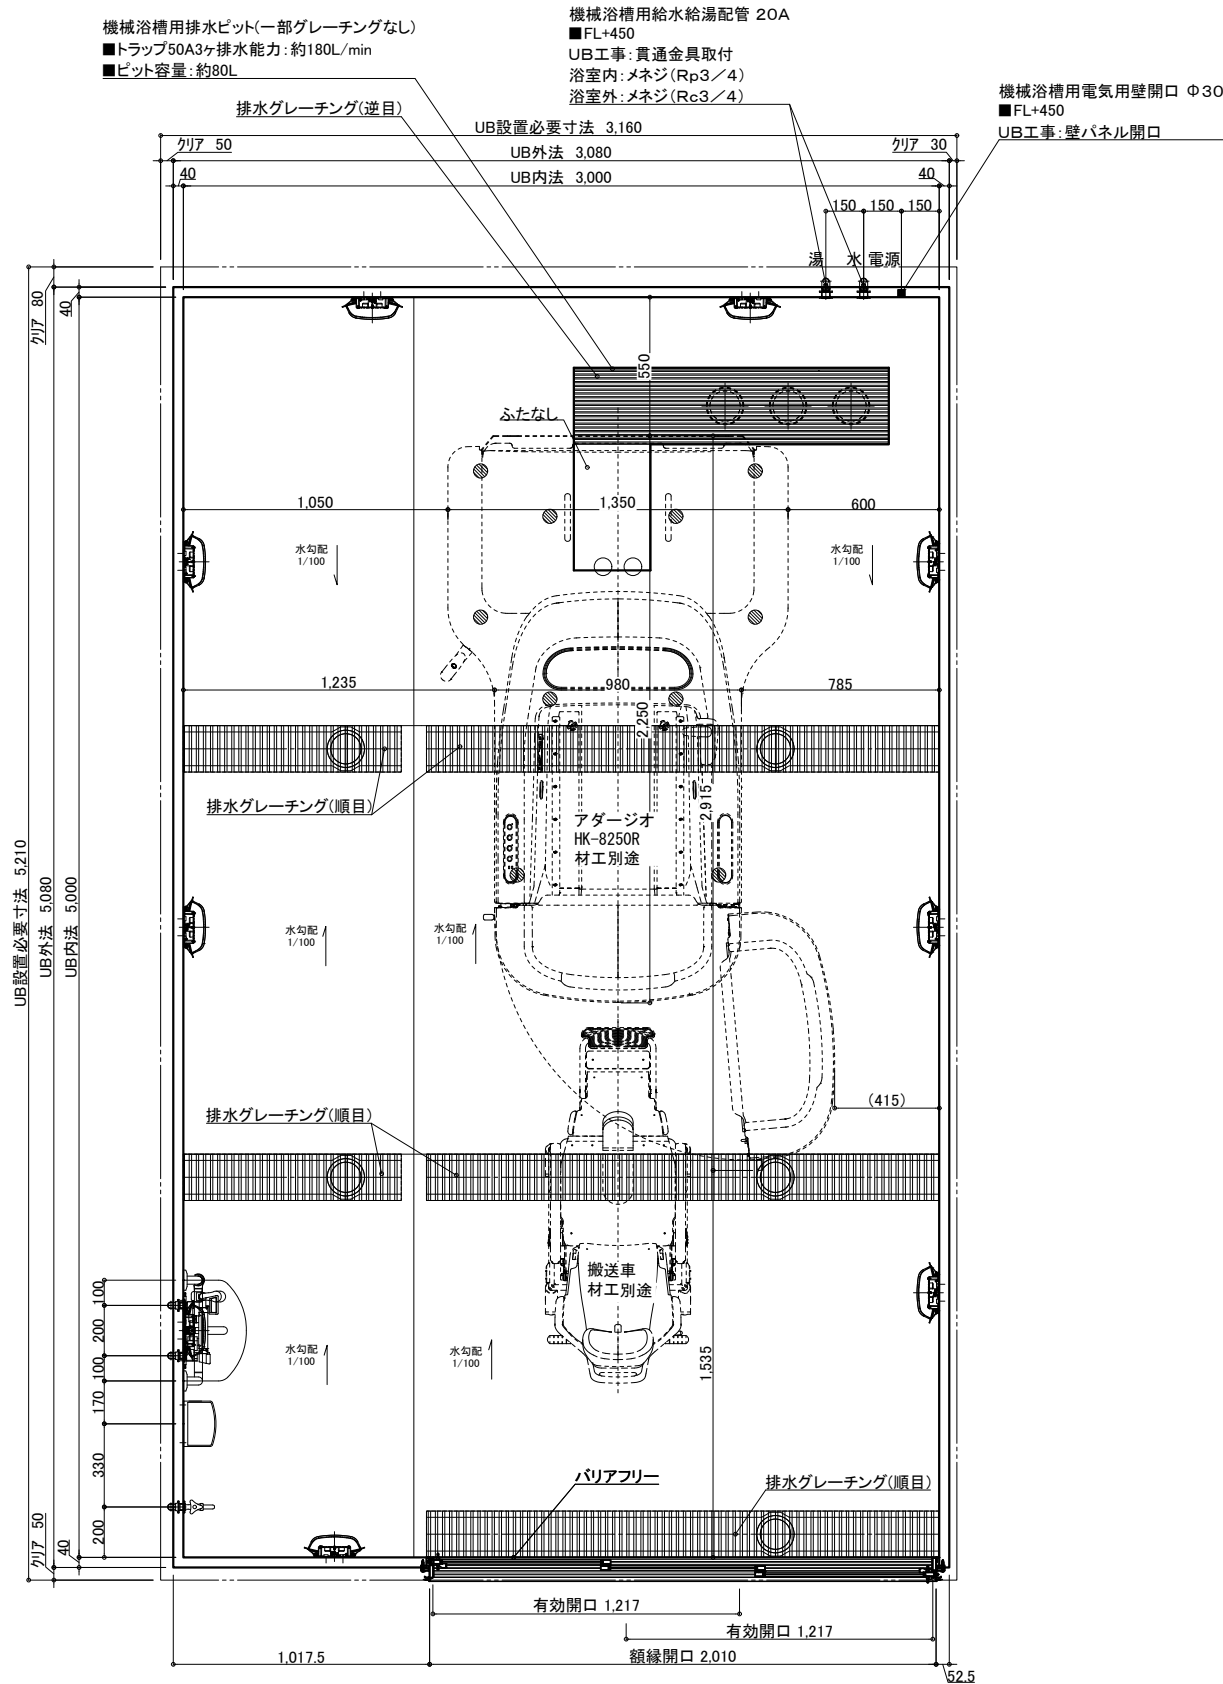 機械浴槽用排水ピット(一部グレーチングなし)
■トラップ50A3ヶ排水能力:約180L/min
■ピット容量:約80L
排水グレーチング(逆目)
機械浴槽用給水給湯配管 20A
■FL+450
UB工事:貫通金具取付
浴室内:メネジ(Rp3/4)
浴室外:メネジ(Rc3/4)
機械浴槽用電気用壁開口 Φ30
■FL+450
UB工事:壁パネル開口
UB設置必要寸法 3,160
クリア 50
UB外法 3,080
クリア 30
40
UB内法 3,000
40
150 150 150
湯 水 電源
クリア 80
40
550
ふたなし
1,050
1,350
600
水勾配
1/100
水勾配
1/100
1,235
980
785
2,250
排水グレーチング(順目)
2,915
アダージオ
HK-8250R
材工別途
UB設置必要寸法 5,210
UB外法 5,080
UB内法 5,000
水勾配
1/100
水勾配
1/100
(415)
排水グレーチング(順目)
搬送車
材工別途
100
200
100
170
330
200
水勾配
1/100
水勾配
1/100
1,535
バリアフリー
排水グレーチング(順目)
クリア 50
40
有効開口 1,217
有効開口 1,217
1,017.5
額縁開口 2,010
52.5